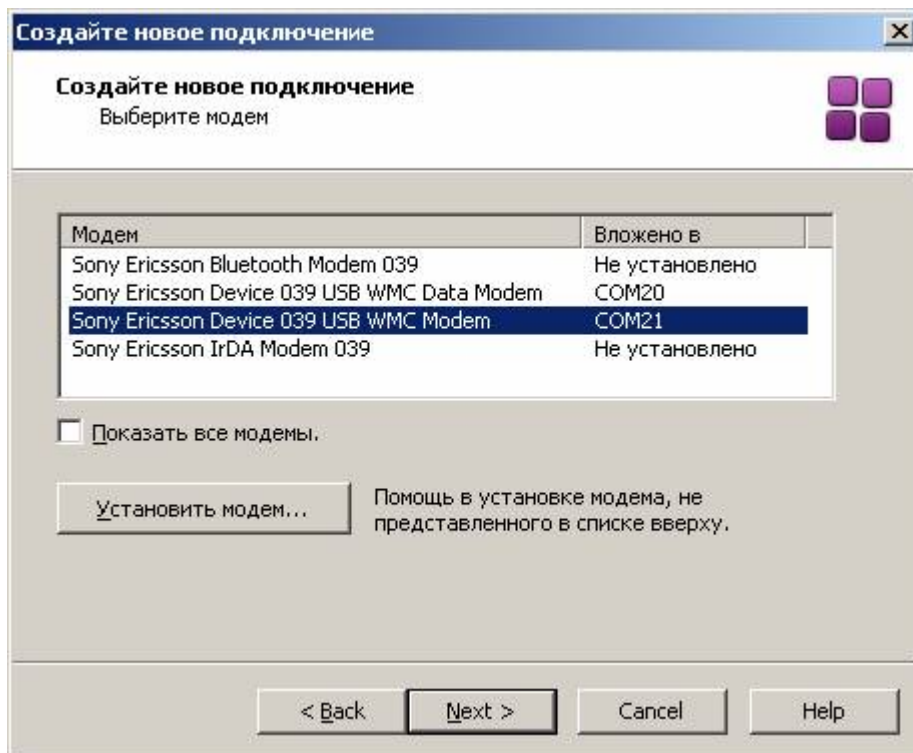 Создайте новое подключение
Создайте новое подключение
Выберите модем
Модем Вложено в
Sony Ericsson Bluetooth Modem 039 Не установлено
Sony Ericsson Device 039 USB WMC Data Modem COM20
Sony Ericsson Device 039 USB WMC Modem COM21
Sony Ericsson IrDA Modem 039 Не установлено
Показать все модемы.
Установить модем...
Помощь в установке модема, не
представленного в списке вверху.
< Back Next > Cancel Help